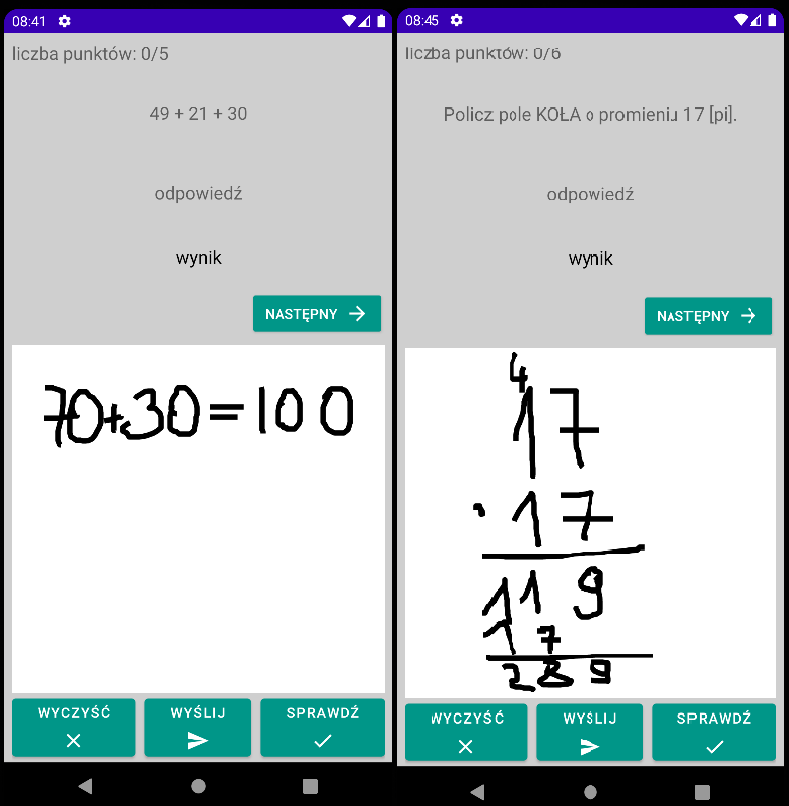 08:41
liczba punktów: 0/5
49 + 21 + 30
odpowiedź
wynik
NASTĘPNY
70+30=100
WYCZYŚĆ
WYŚLIJ
SPRAWDŹ
08:45
liczba punktów: 0/6
Policz pole KOŁA o promieniu 17 [pi].
odpowiedź
wynik
NASTĘPNY
4
17
· 17
119
17
289
WYCZYŚĆ
WYŚLIJ
SPRAWDŹ